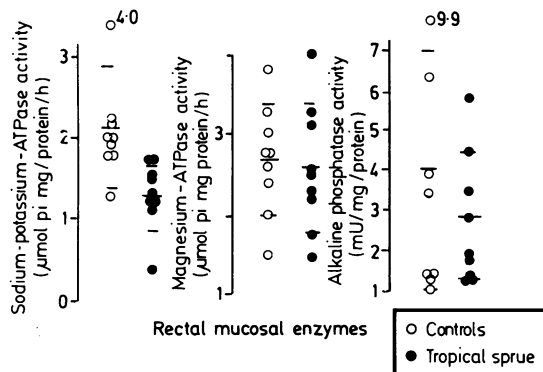 Sodium-potassium-ATPase activity
(µmol pi mg/protein/h)
3
2
1
0
4·0
Magnesium-ATPase activity
(µmol pi mg protein/h)
3
1
Alkaline phosphatase activity
(mU/mg/protein)
7
4
3
2
1
9·9
Rectal mucosal enzymes
Controls
Tropical sprue